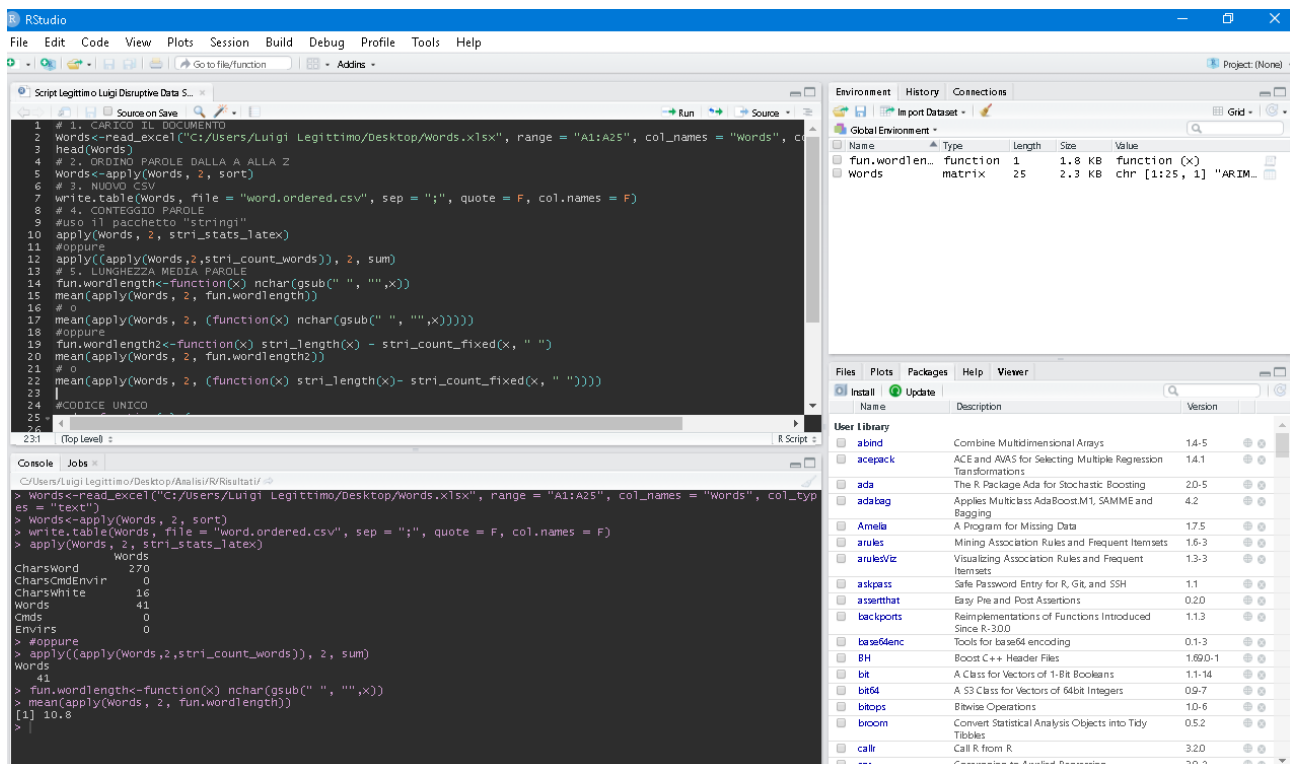 RStudio
File Edit Code View Plots Session Build Debug Profile Tools Help
Go to file/function Addins Project: (None)
Script Legittimo Luigi Disruptive Data S...
Source on Save Run Source
1 # 1. CARICO IL DOCUMENTO
2 Words<-read_excel("C:/Users/Luigi Legittimo/Desktop/Words.xlsx", range = "A1:A25", col_names = "Words", co
3 head(Words)
4 # 2. ORDINO PAROLE DALLA A ALLA Z
5 Words<-apply(Words, 2, sort)
6 # 3. NUOVO CSV
7 write.table(Words, file = "word.ordered.csv", sep = ";", quote = F, col.names = F)
8 # 4. CONTEGGIO PAROLE
9 #uso il pacchetto "stringi"
10 apply(Words, 2, stri_stats_latex)
11 #oppure
12 apply((apply(Words,2,stri_count_words)), 2, sum)
13 # 5. LUNGHEZZA MEDIA PAROLE
14 fun.wordlength<-function(x) nchar(gsub(" ", "",x))
15 mean(apply(Words, 2, fun.wordlength))
16 # o
17 mean(apply(Words, 2, (function(x) nchar(gsub(" ", "",x)))))
18 #oppure
19 fun.wordlength2<-function(x) stri_length(x) - stri_count_fixed(x, " ")
20 mean(apply(Words, 2, fun.wordlength2))
21 # o
22 mean(apply(Words, 2, (function(x) stri_length(x)- stri_count_fixed(x, " "))))
23
24 #CODICE UNICO
25
26
23:1 (Top Level) R Script
Console Jobs
C:/Users/Luigi Legittimo/Desktop/Analisi/R/Risultati/
> Words<-read_excel("C:/Users/Luigi Legittimo/Desktop/Words.xlsx", range = "A1:A25", col_names = "Words", col_typ
es = "text")
> Words<-apply(Words, 2, sort)
> write.table(Words, file = "word.ordered.csv", sep = ";", quote = F, col.names = F)
> apply(Words, 2, stri_stats_latex)
Words
CharsWord 270
CharsCmdEnvir 0
CharsWhite 16
Words 41
Cmds 0
Envirs 0
> #oppure
> apply((apply(Words,2,stri_count_words)), 2, sum)
Words
41
> fun.wordlength<-function(x) nchar(gsub(" ", "",x))
> mean(apply(Words, 2, fun.wordlength))
[1] 10.8
>
Environment History Connections
Import Dataset Grid
Global Environment
Name Type Length Size Value
fun.wordlen... function 1 1.8 KB function (x)
Words matrix 25 2.3 KB chr [1:25, 1] "ARIM...
Files Plots Packages Help Viewer
Install Update
Name Description Version
User Library
abind Combine Multidimensional Arrays 1.4-5
acepack ACE and AVAS for Selecting Multiple Regression 1.4.1
Transformations
ada The R Package Ada for Stochastic Boosting 2.0-5
adabag Applies Multiclass AdaBoost.M1, SAMME and 4.2
Bagging
Amelia A Program for Missing Data 1.7.5
arules Mining Association Rules and Frequent Itemsets 1.6-3
arulesViz Visualizing Association Rules and Frequent 1.3-3
Itemsets
askpass Safe Password Entry for R, Git, and SSH 1.1
assertthat Easy Pre and Post Assertions 0.2.0
backports Reimplementations of Functions Introduced 1.1.3
Since R-3.0.0
base64enc Tools for base64 encoding 0.1-3
BH Boost C++ Header Files 1.69.0-1
bit A Class for Vectors of 1-Bit Booleans 1.1-14
bit64 A S3 Class for Vectors of 64bit Integers 0.9-7
bitops Bitwise Operations 1.0-6
broom Convert Statistical Analysis Objects into Tidy 0.5.2
Tibbles
callr Call R from R 3.2.0